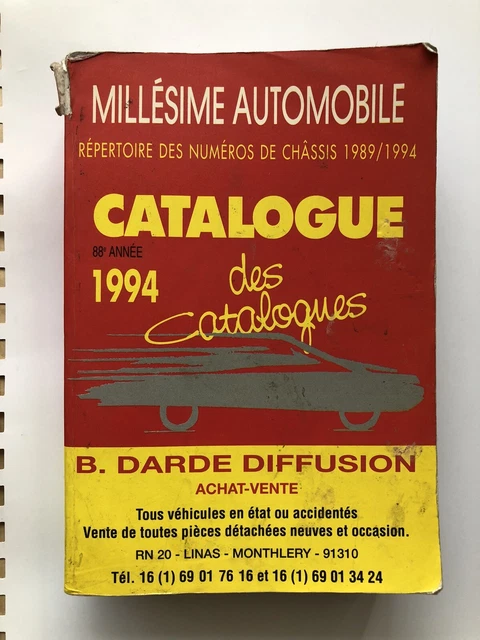 MILLÉSIME AUTOMOBILE
RÉPERTOIRE DES NUMÉROS DE CHÂSSIS 1989/1994
CATALOGUE
88e ANNÉE
1994
des
Catalogues
B. DARDE DIFFUSION
ACHAT-VENTE
Tous véhicules en état ou accidentés
Vente de toutes pièces détachées neuves et occasion.
RN 20 - LINAS - MONTHLERY - 91310
Tél. 16 (1) 69 01 76 16 et 16 (1) 69 01 34 24